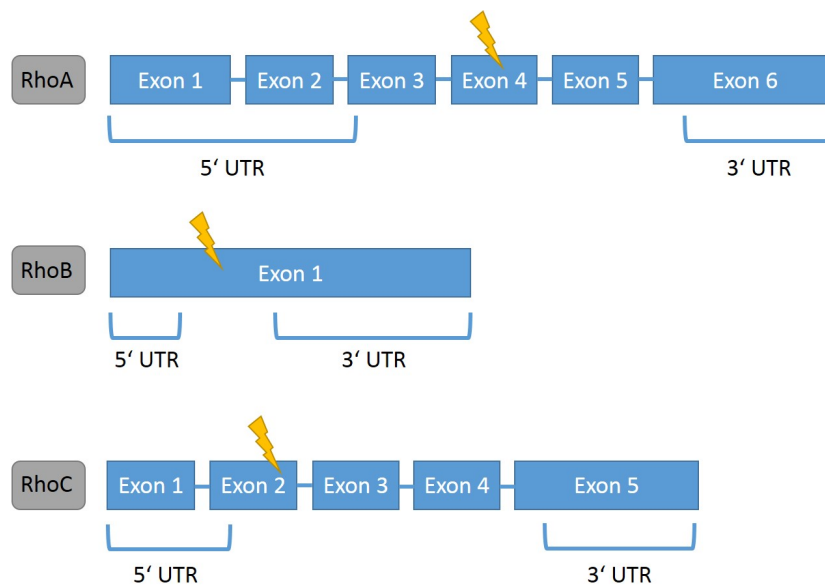 RhoA Exon 1 Exon 2 Exon 3 Exon 4 Exon 5 Exon 6
5‘ UTR 3‘ UTR
RhoB Exon 1
5‘ UTR 3‘ UTR
RhoC Exon 1 Exon 2 Exon 3 Exon 4 Exon 5
5‘ UTR 3‘ UTR